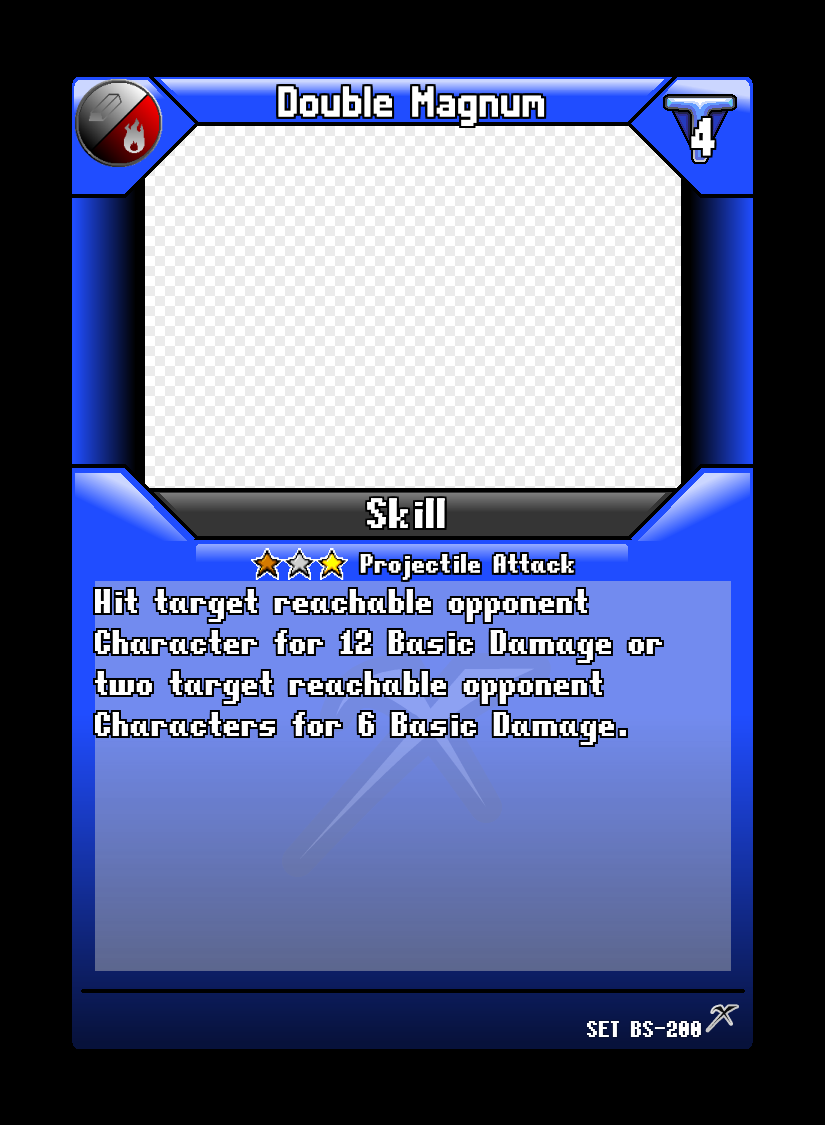 Double Magnum
4
Skill
Projectile Attack
Hit target reachable opponent
Character for 12 Basic Damage or
two target reachable opponent
Characters for 6 Basic Damage.
SET BS-200